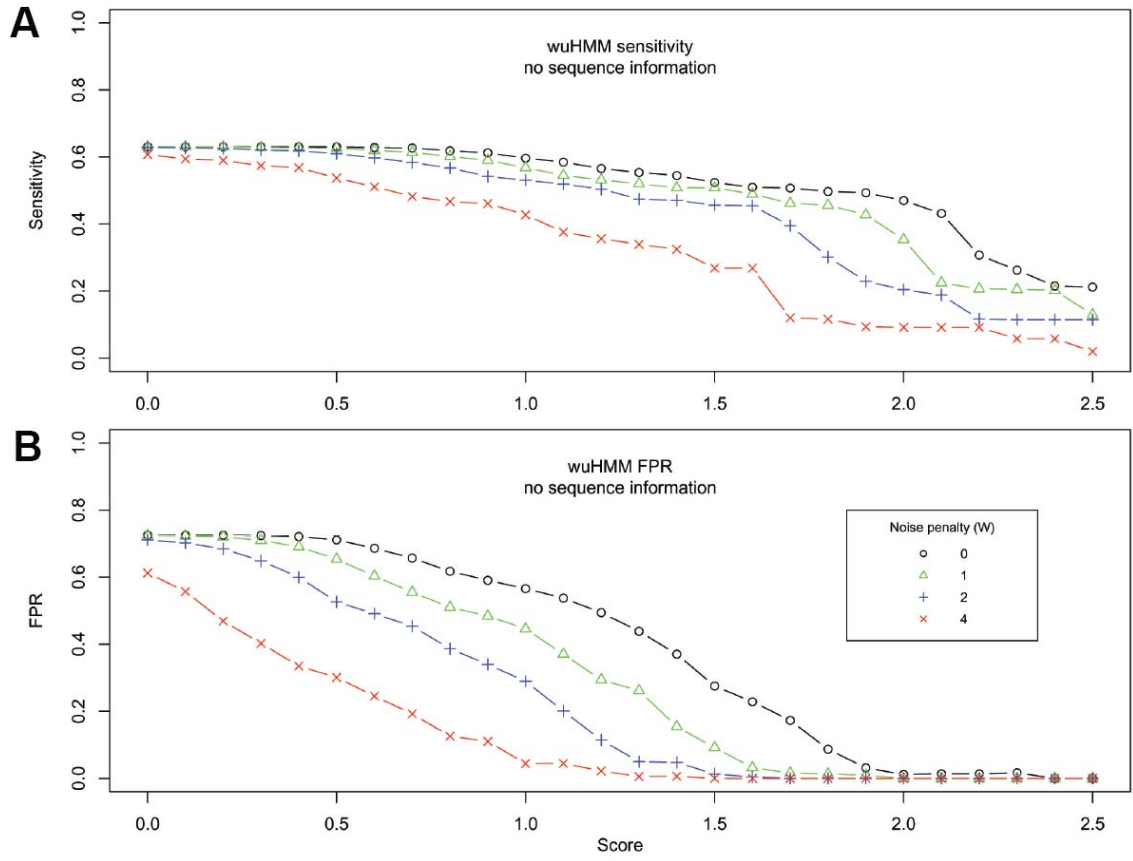 A
wuHMM sensitivity
no sequence information
Sensitivity
1.0
0.8
0.6
0.4
0.2
0.0
0.0 0.5 1.0 1.5 2.0 2.5
B
wuHMM FPR
no sequence information
FPR
1.0
0.8
0.6
0.4
0.2
0.0
Noise penalty (W)
0
1
2
4
0.0 0.5 1.0 1.5 2.0 2.5
Score